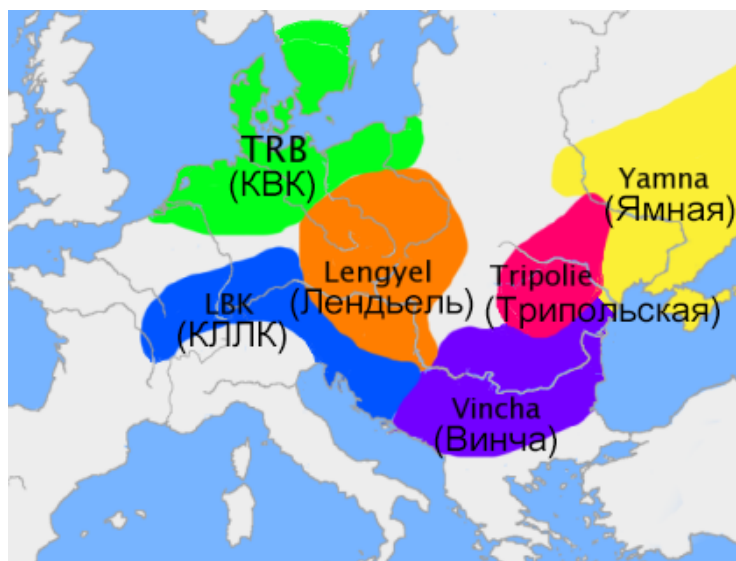 TRB
(КВК)
Yamna
(Ямная)
Lengyel
(Лендьель)
Tripolie
(Трипольская)
LBK
(КЛЛК)
Vincha
(Винча)